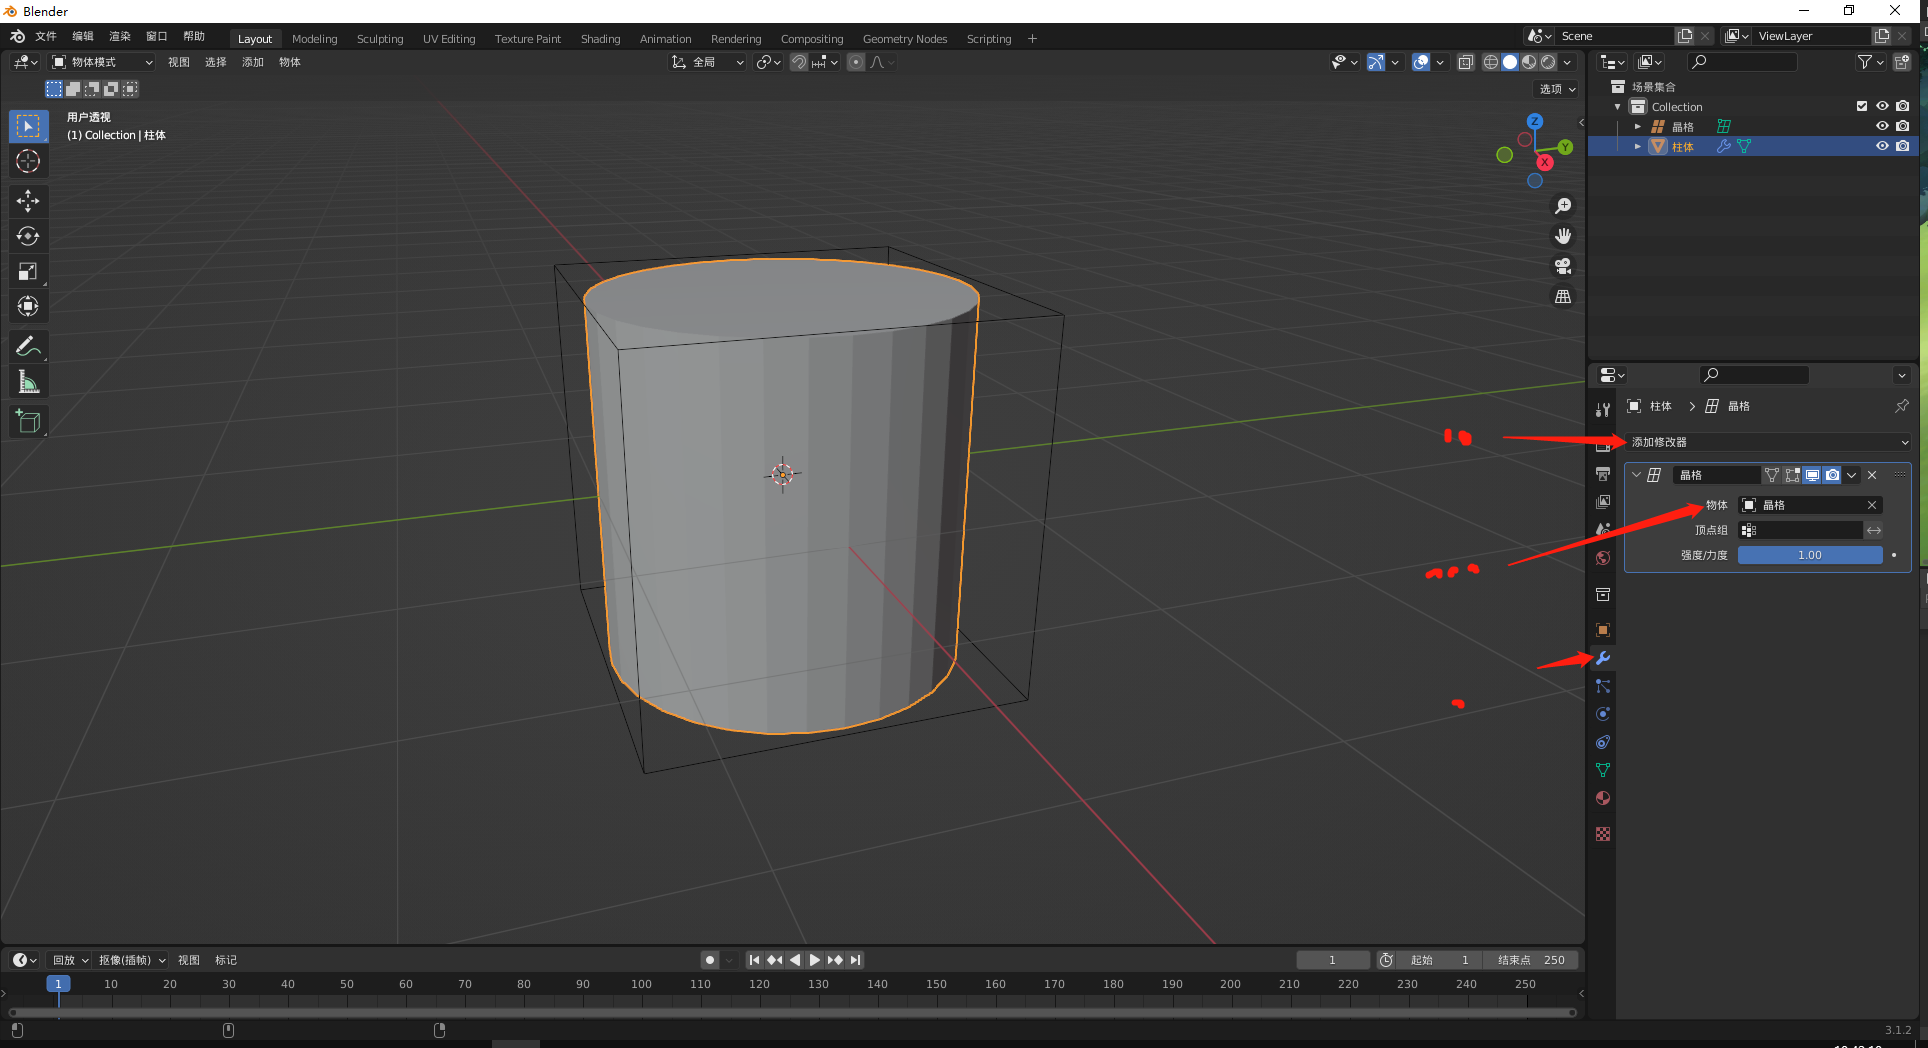 Blender
文件 编辑 渲染 窗口 帮助 Layout Modeling Sculpting UV Editing Texture Paint Shading Animation Rendering Compositing Geometry Nodes Scripting + Scene ViewLayer
物体模式 视图 选择 添加 物体 全局
选项
用户透视
(1) Collection | 柱体
Z
Y
X
场景集合
Collection
晶格
柱体
柱体 > 晶格
添加修改器
晶格
物体 晶格
顶点组
强度/力度 1.00
回放 抠像(插帧) 视图 标记 1 起始 1 结束点 250
1 10 20 30 40 50 60 70 80 90 100 110 120 130 140 150 160 170 180 190 200 210 220 230 240 250
3.1.2